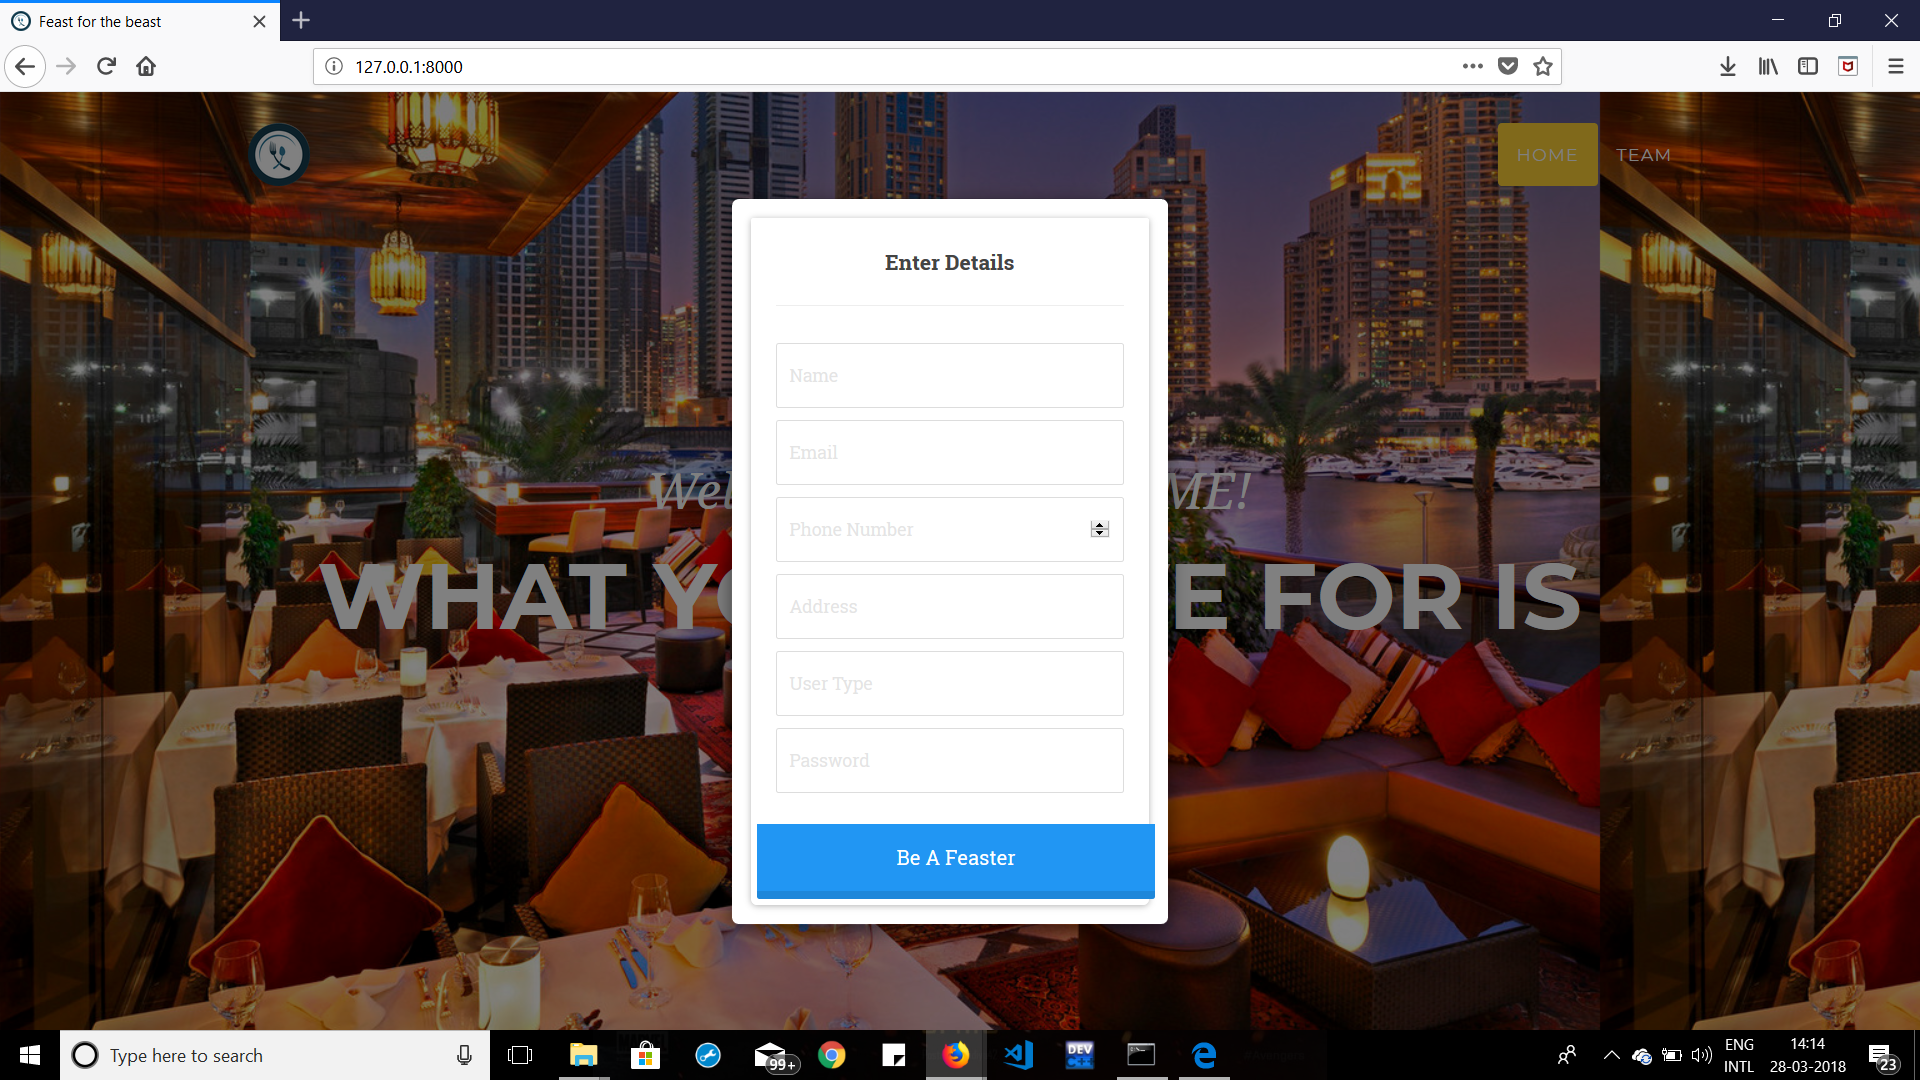 Feast for the beast
127.0.0.1:8000
HOME TEAM
Enter Details
Name
Email
Wel ME!
Phone Number
WHAT Y E FOR IS
Address
User Type
Password
Be A Feaster
Type here to search
99+
DEV
C++
ENG
INTL
14:14
28-03-2018
23